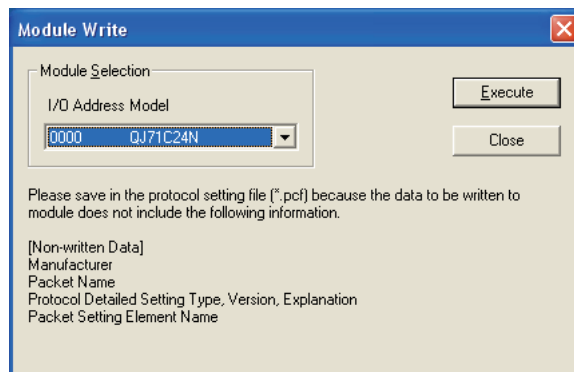 Module Write
Module Selection
I/O Address Model
0000 QJ71C24N
Execute
Close
Please save in the protocol setting file (*.pcf) because the data to be written to
module does not include the following information.
[Non-written Data]
Manufacturer
Packet Name
Protocol Detailed Setting Type, Version, Explanation
Packet Setting Element Name